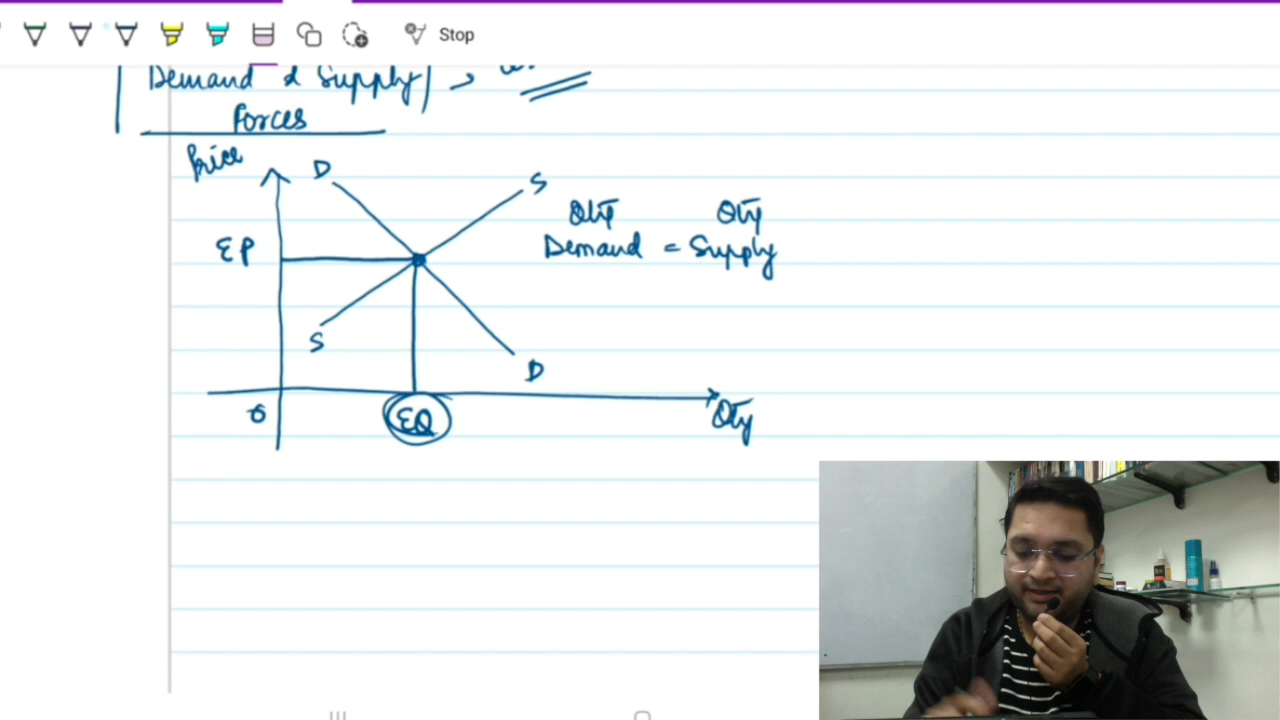 Stop
Demand & Supply
Forces
Price
D
S
Qty Qty
EP
Demand = Supply
S
D
O
EQ
Qty